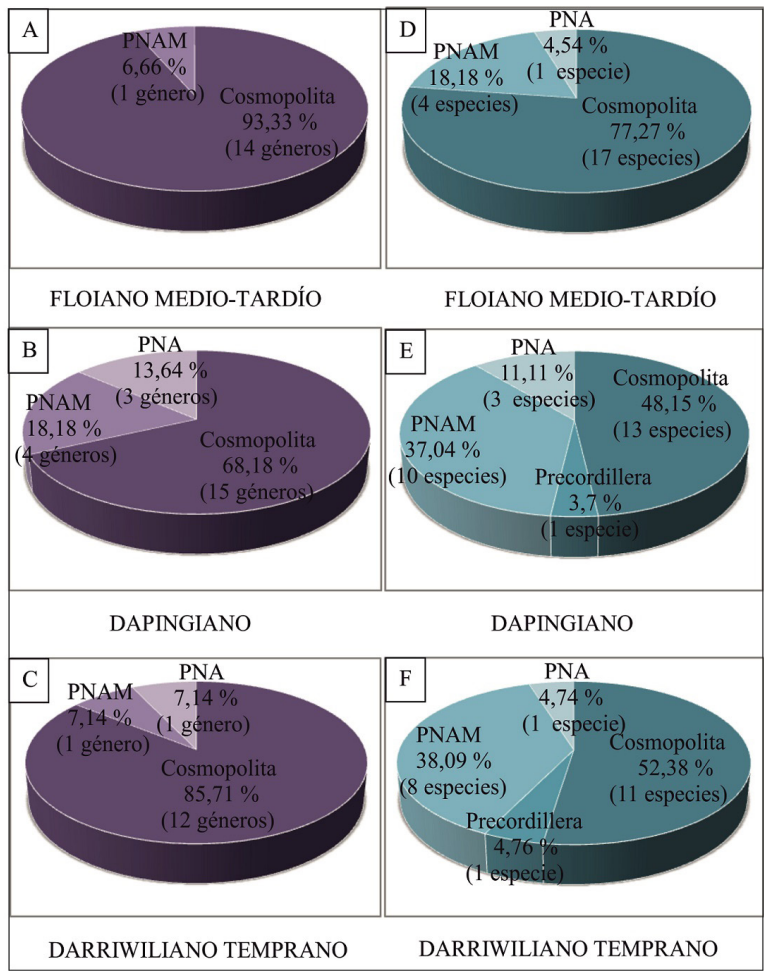 A
PNAM
6,66 %
(1 género)
Cosmopolita
93,33 %
(14 géneros)
FLOIANO MEDIO-TARDÍO
D
PNA
4,54 %
(1 especie)
PNAM
18,18 %
(4 especies)
Cosmopolita
77,27 %
(17 especies)
FLOIANO MEDIO-TARDÍO
B
PNA
13,64 %
(3 géneros)
PNAM
18,18 %
(4 géneros)
Cosmopolita
68,18 %
(15 géneros)
DAPINGIANO
E
PNA
11,11 %
(3 especies)
Cosmopolita
48,15 %
(13 especies)
PNAM
37,04 %
(10 especies)
Precordillera
3,7 %
(1 especie)
DAPINGIANO
C
PNA
7,14 %
(1 género)
PNAM
7,14 %
(1 género)
Cosmopolita
85,71 %
(12 géneros)
DARRIWILIANO TEMPRANO
F
PNA
4,74 %
(1 especie)
PNAM
38,09 %
(8 especies)
Cosmopolita
52,38 %
(11 especies)
Precordillera
4,76 %
(1 especie)
DARRIWILIANO TEMPRANO